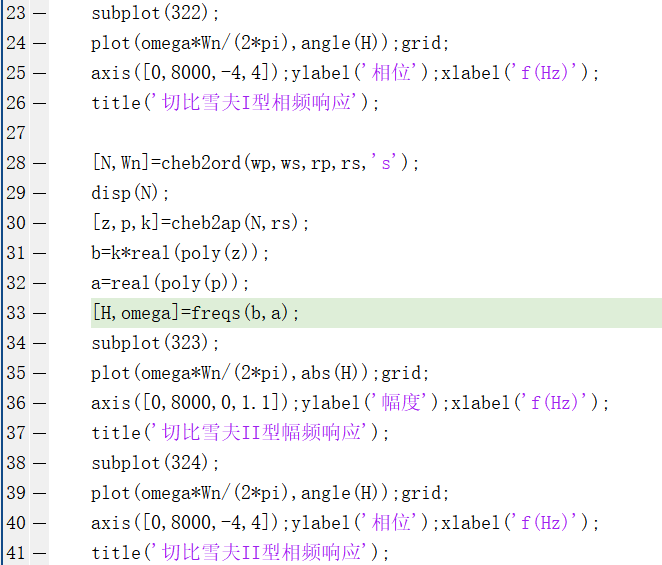 23 — subplot(322);
24 — plot(omega*Wn/(2*pi),angle(H));grid;
25 — axis([0,8000,-4,4]);ylabel('相位');xlabel('f(Hz)');
26 — title('切比雪夫I型相频响应');
27
28 — [N,Wn]=cheb2ord(wp,ws,rp,rs,'s');
29 — disp(N);
30 — [z,p,k]=cheb2ap(N,rs);
31 — b=k*real(poly(z));
32 — a=real(poly(p));
33 — [H,omega]=freqs(b,a);
34 — subplot(323);
35 — plot(omega*Wn/(2*pi),abs(H));grid;
36 — axis([0,8000,0,1.1]);ylabel('幅度');xlabel('f(Hz)');
37 — title('切比雪夫II型幅频响应');
38 — subplot(324);
39 — plot(omega*Wn/(2*pi),angle(H));grid;
40 — axis([0,8000,-4,4]);ylabel('相位');xlabel('f(Hz)');
41 — title('切比雪夫II型相频响应');